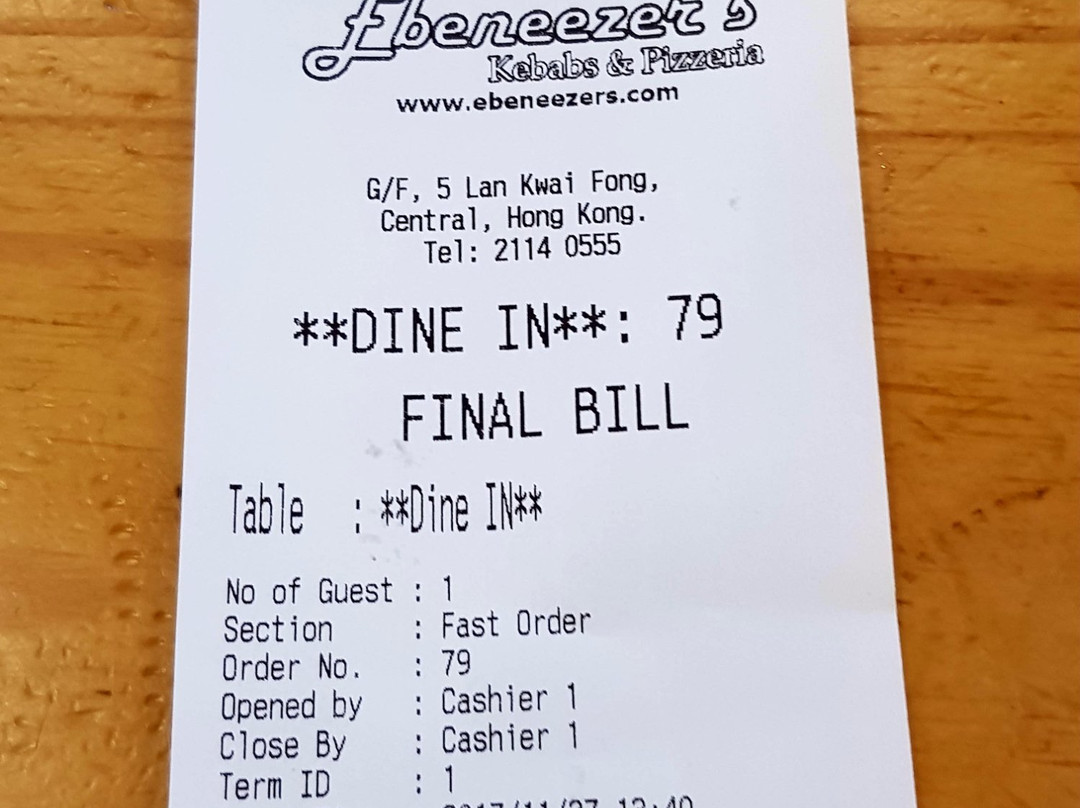 Ebeneezer's
Kebabs & Pizzeria
www.ebeneezers.com
G/F, 5 Lan Kwai Fong,
Central, Hong Kong.
Tel: 2114 0555
**DINE IN**: 79
FINAL BILL
Table : **Dine IN**
No of Guest : 1
Section : Fast Order
Order No. : 79
Opened by : Cashier 1
Close By : Cashier 1
Term ID : 1